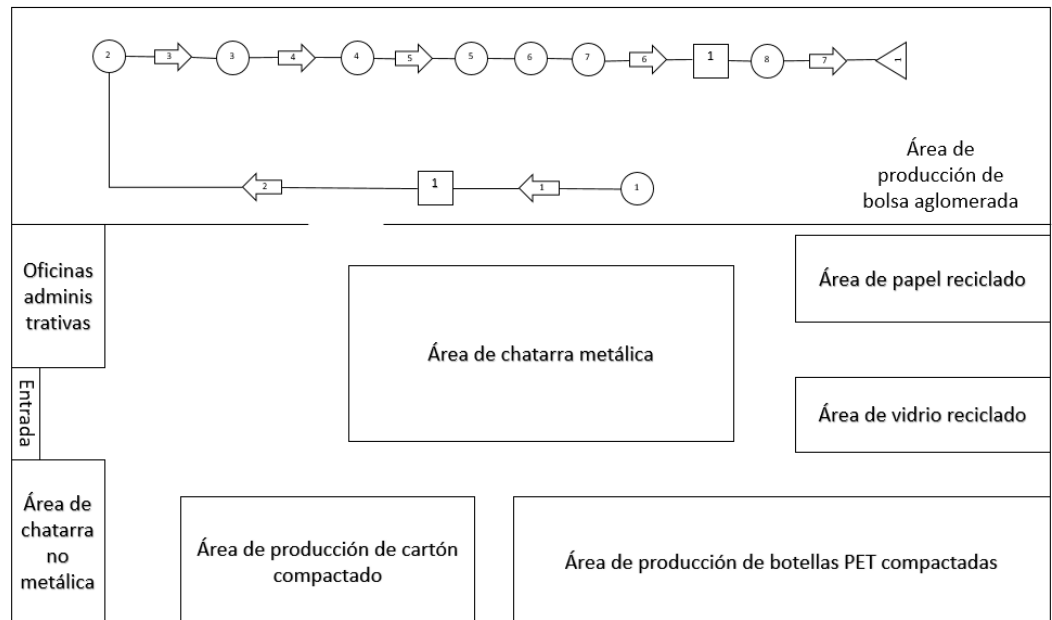 2 3 3 4 4 5 5 6 7 6 1 8 7 1
2 1 1 1
Área de
producción de
bolsa aglomerada
Oficinas
adminis
trativas
Área de papel reciclado
Área de chatarra metálica
Entrada
Área de vidrio reciclado
Área de
chatarra
no
metálica
Área de producción de cartón
compactado
Área de producción de botellas PET compactadas